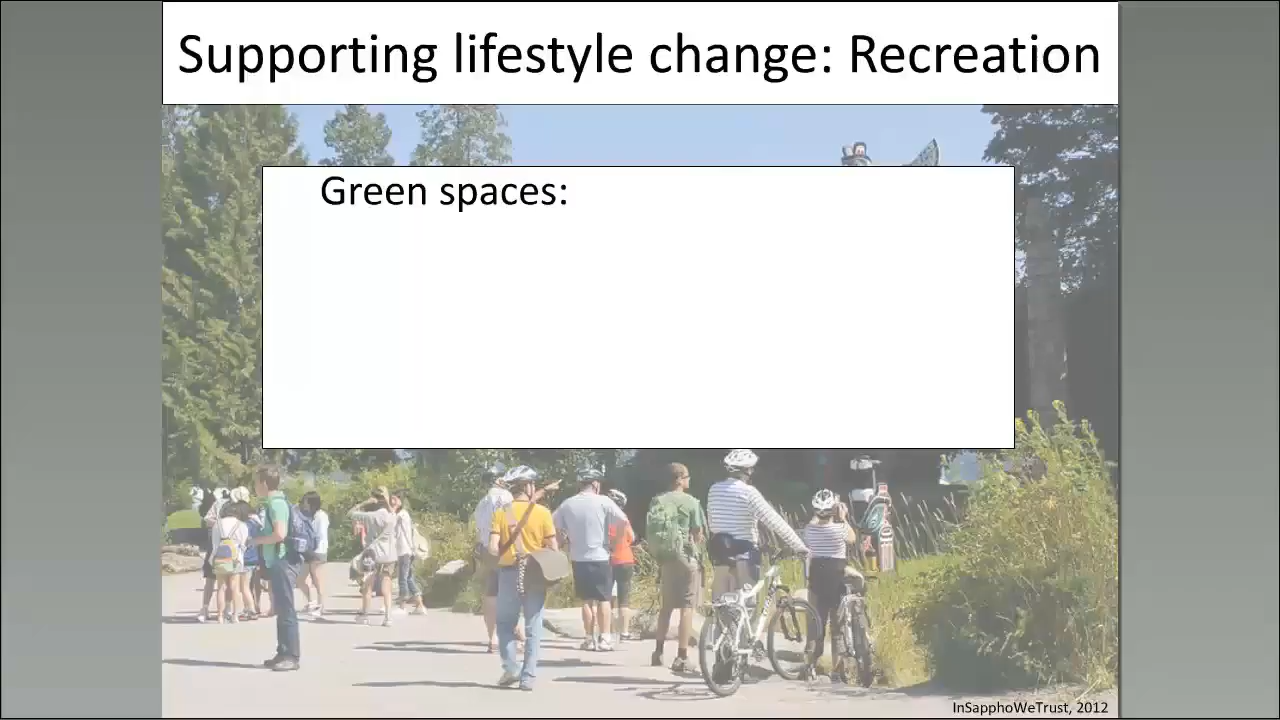 Supporting lifestyle change: Recreation
Green spaces:
InSapphoWeTrust, 2012